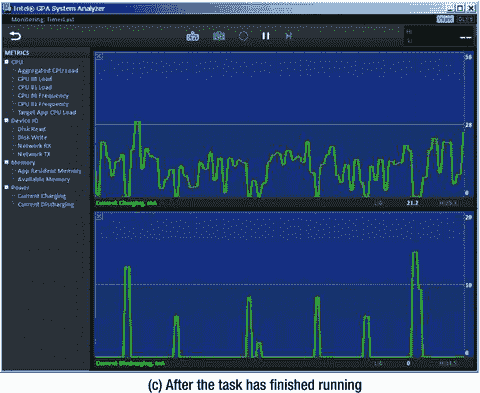 Intel® GPA System Analyzer
Monitoring: TimerLast
METRICS
CPU
Aggregated CPU Load
CPU 00 Load
CPU 01 Load
CPU 00 Frequency
CPU 01 Frequency
Target App CPU Load
Device IO
Disk Read
Disk Write
Network RX
Network TX
Memory
App Resident Memory
Available Memory
Power
Current Charging
Current Discharging
0
Current Charging, mA
21.2
20
10
0
Current Discharging, mA
0
(c) After the task has finished running